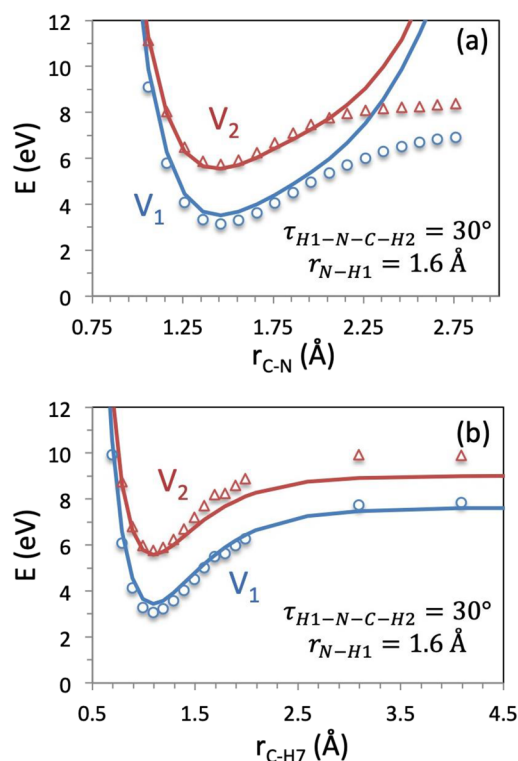 (a)
E (eV)
12
10
8
6
4
2
0
V2
V1
τH1−N−C−H2 = 30°
rN−H1 = 1.6 Å
0.75 1.25 1.75 2.25 2.75
rC-N (Å)
(b)
E (eV)
12
10
8
6
4
2
0
V2
V1
τH1−N−C−H2 = 30°
rN−H1 = 1.6 Å
0.5 1.5 2.5 3.5 4.5
rC-H7 (Å)